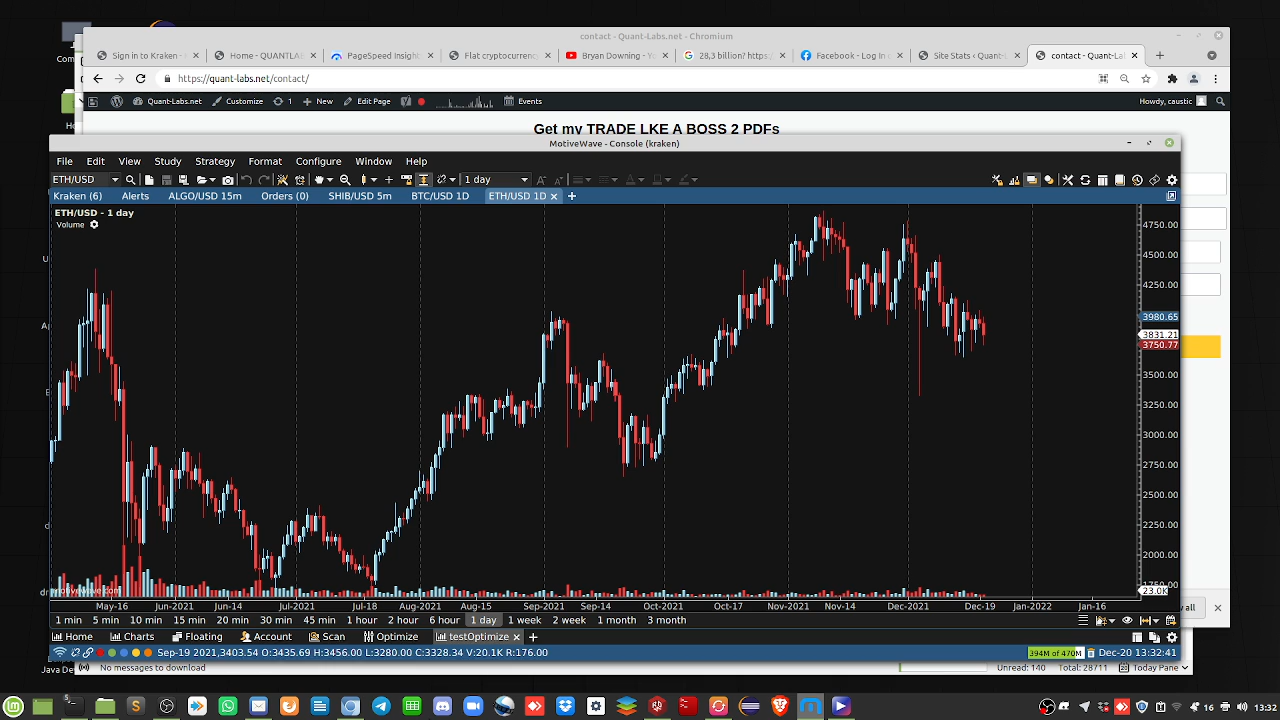 contact - Quant-Labs.net - Chromium
Sign in to Kraken - Home - QUANTLAB PageSpeed Insight Flat cryptocurrency Bryan Downing - Yo 28,3 billion? https: Facebook - Log In o Site Stats ‹ Quant-L contact - Quant-Lab
https://quant-labs.net/contact/
Quant-Labs.net Customize 1 New Edit Page Events Howdy, caustic
Get my TRADE LKE A BOSS 2 PDFs
MotiveWave - Console (kraken)
File Edit View Study Strategy Format Configure Window Help
ETH/USD 1 day
Kraken (6) Alerts ALGO/USD 15m Orders (0) SHIB/USD 5m BTC/USD 1D ETH/USD 1D
ETH/USD - 1 day
Volume
4750.00
4500.00
4250.00
3980.65
3831.21
3750.77
3500.00
3250.00
3000.00
2750.00
2500.00
2250.00
2000.00
1750.00
23.0K
May-16 Jun-2021 Jun-14 Jul-2021 Jul-18 Aug-2021 Aug-15 Sep-2021 Sep-14 Oct-2021 Oct-17 Nov-2021 Nov-14 Dec-2021 Dec-19 Jan-2022 Jan-16
1 min 5 min 10 min 15 min 20 min 30 min 45 min 1 hour 2 hour 6 hour 1 day 1 week 2 week 1 month 3 month
Home Charts Floating Account Scan Optimize testOptimize
Sep-19 2021,3403.54 O:3435.69 H:3456.00 L:3280.00 C:3328.34 V:20.1K R:176.00 394M of 470M Dec-20 13:32:41
Java De No messages to download Unread: 140 Total: 28711 Today Pane
16 13:32